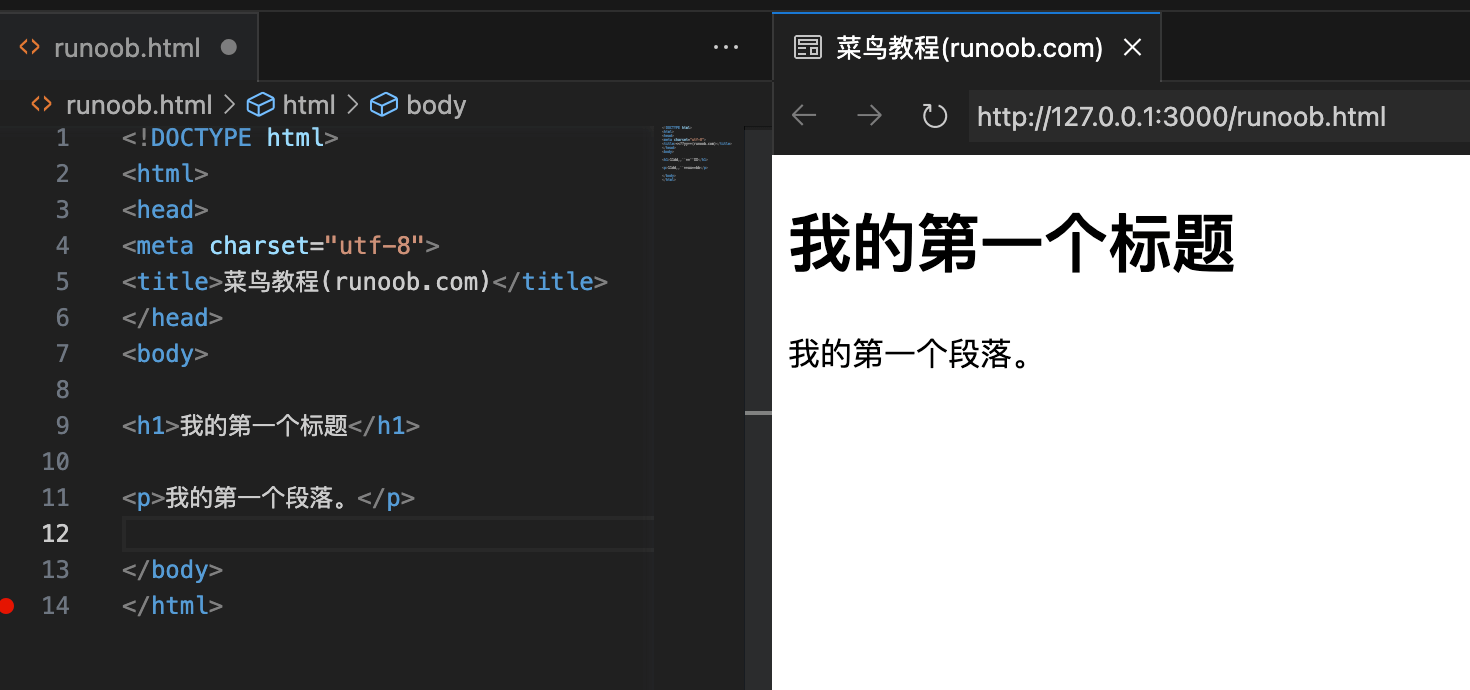 runoob.html
runoob.html > html > body
1 <!DOCTYPE html>
2 <html>
3 <head>
4 <meta charset="utf-8">
5 <title>菜鸟教程(runoob.com)</title>
6 </head>
7 <body>
8
9 <h1>我的第一个标题</h1>
10
11 <p>我的第一个段落。</p>
12
13 </body>
14 </html>
菜鸟教程(runoob.com)
http://127.0.0.1:3000/runoob.html
我的第一个标题
我的第一个段落。